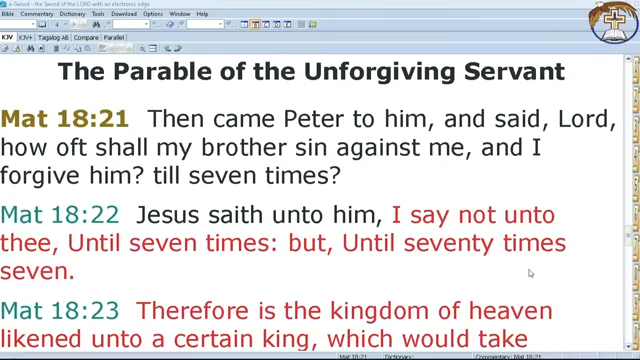 e-Sword - the Sword of the LORD with an electronic edge
Bible Commentary Dictionary Tools Download Options Window Help
KJV KJV+ Tagalog AB Compare Parallel
The Parable of the Unforgiving Servant
Mat 18:21 Then came Peter to him, and said, Lord,
how oft shall my brother sin against me, and I
forgive him? till seven times?
Mat 18:22 Jesus saith unto him, I say not unto
thee, Until seven times: but, Until seventy times
seven.
Mat 18:23 Therefore is the kingdom of heaven
likened unto a certain king, which would take
Mat 18:21 Dictionary: Commentary: Mat 18:21